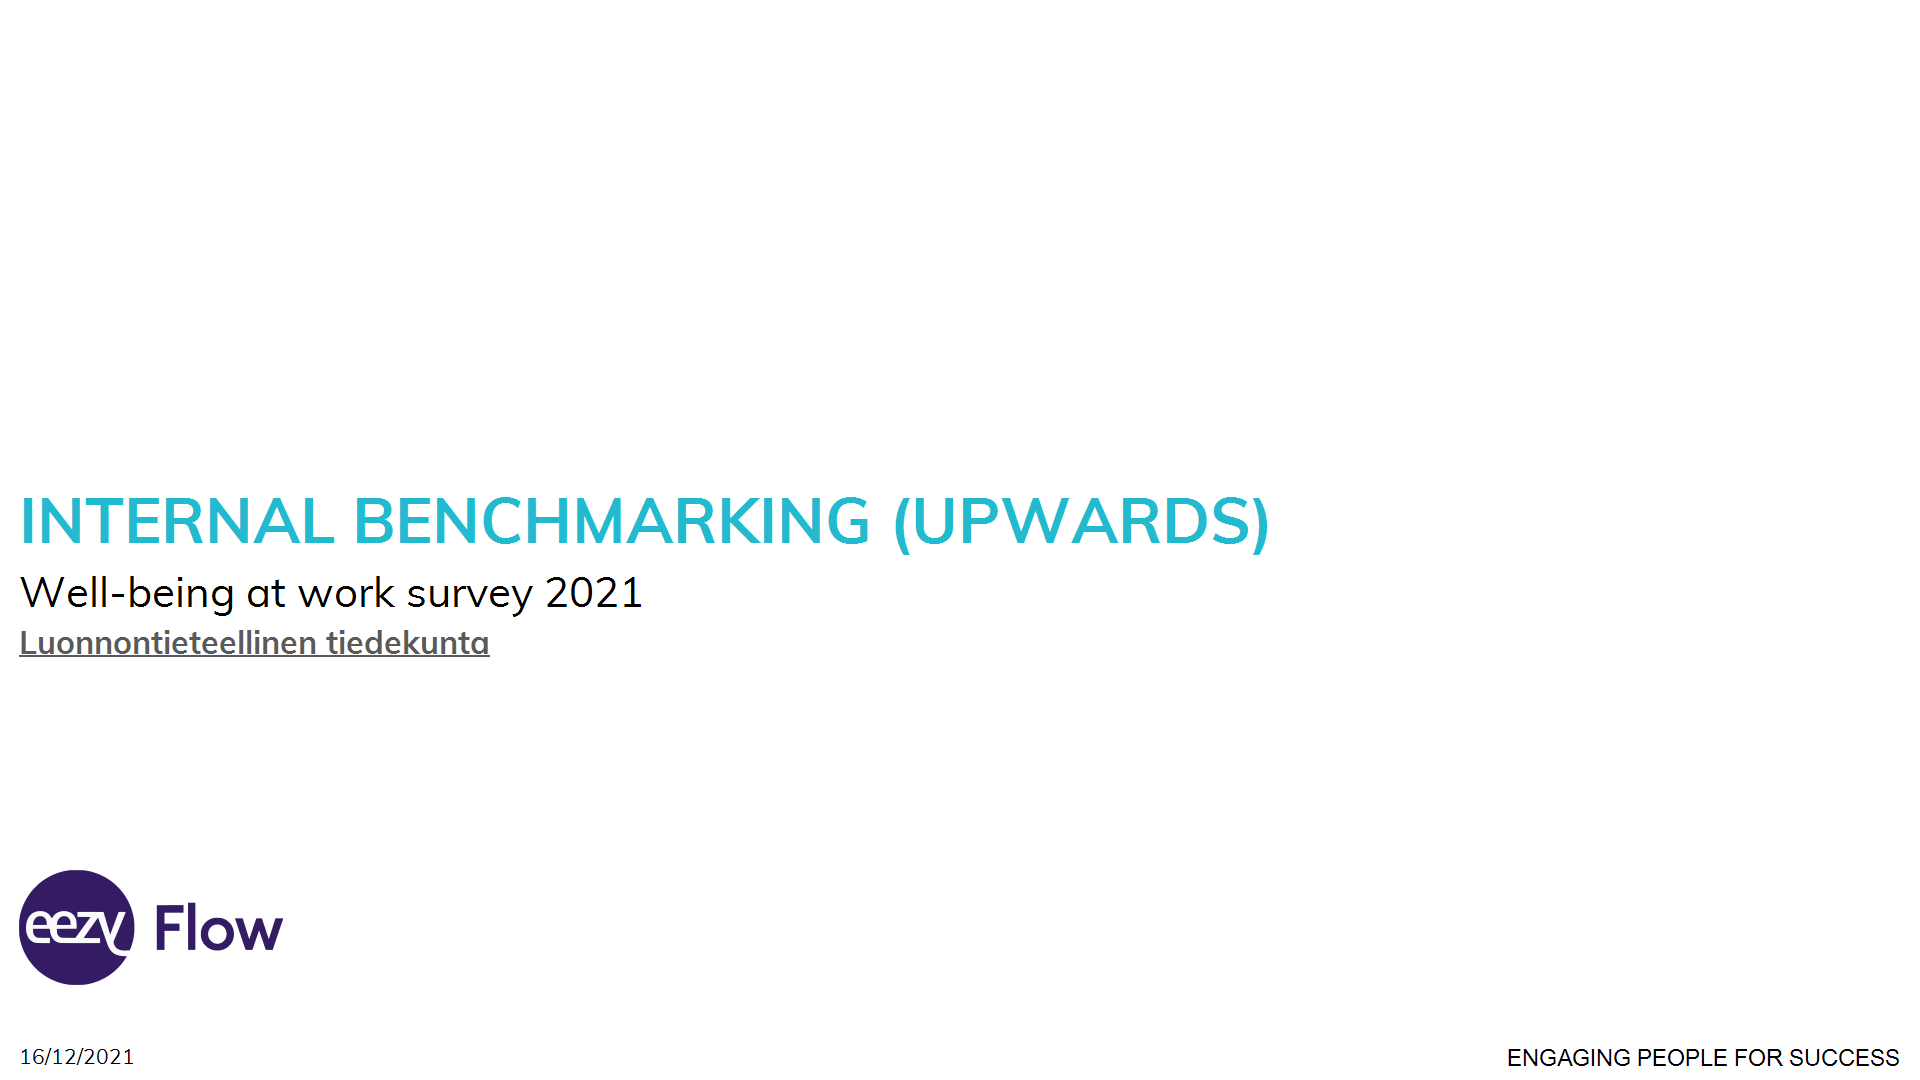 INTERNAL BENCHMARKING (UPWARDS)
Well-being at work survey 2021
Luonnontieteellinen tiedekunta
eezy Flow
16/12/2021
ENGAGING PEOPLE FOR SUCCESS